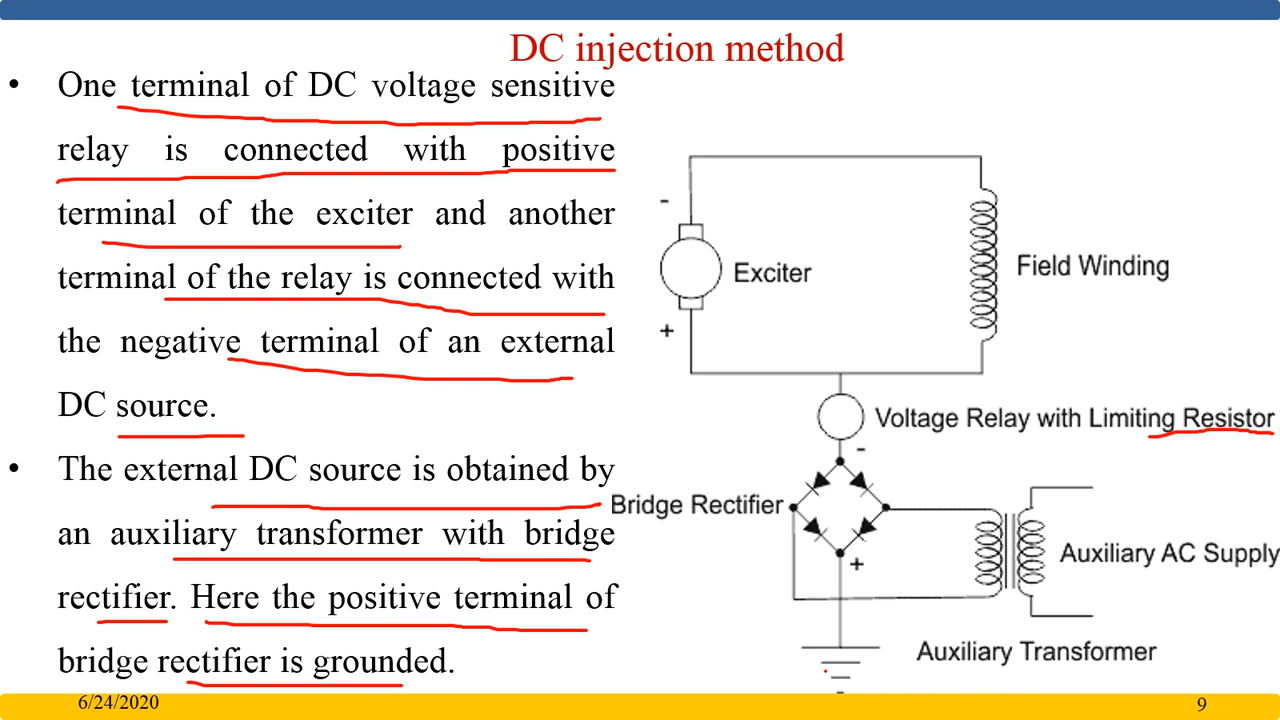 DC injection method
• One terminal of DC voltage sensitive
relay is connected with positive
terminal of the exciter and another
terminal of the relay is connected with
the negative terminal of an external
DC source.
• The external DC source is obtained by
an auxiliary transformer with bridge
rectifier. Here the positive terminal of
bridge rectifier is grounded.
-
Exciter
+
Field Winding
Voltage Relay with Limiting Resistor
-
Bridge Rectifier
+
Auxiliary AC Supply
Auxiliary Transformer
6/24/2020
9